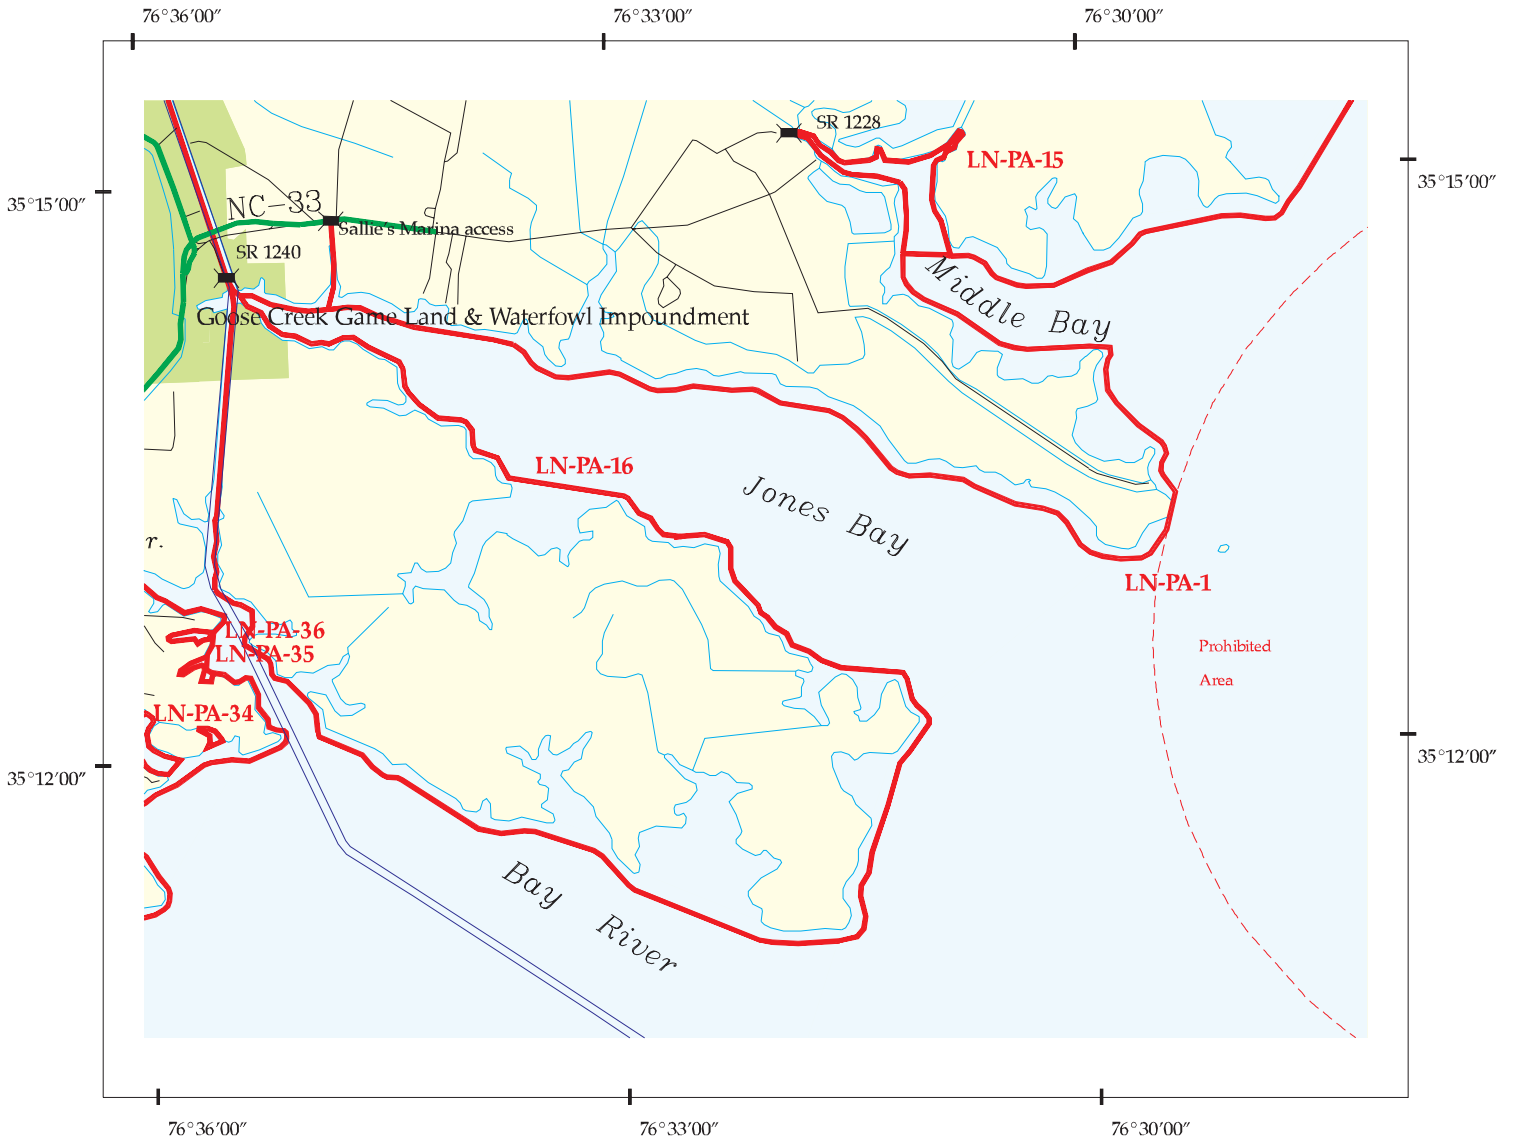 76°36′00″ 76°33′00″ 76°30′00″
SR 1228
LN-PA-15
35°15′00″
35°15′00″
NC-33
Sallie's Marina access
SR 1240
Middle Bay
Goose Creek Game Land & Waterfowl Impoundment
LN-PA-16
Jones Bay
r.
LN-PA-1
LN-PA-36
LN-PA-35
Prohibited
Area
LN-PA-34
35°12′00″
35°12′00″
Bay River
76°36′00″ 76°33′00″ 76°30′00″